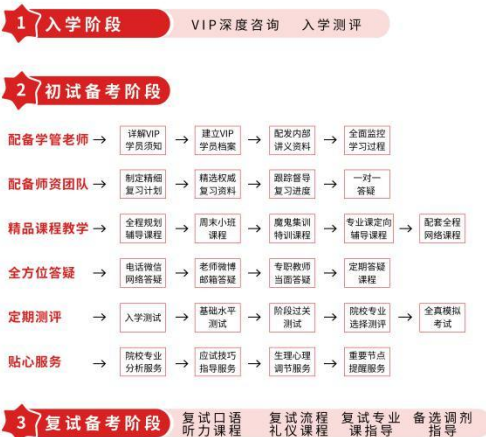 1 入学阶段 VIP深度咨询 入学测评
2 初试备考阶段
配备学管老师 → 详解VIP学员须知 → 建立VIP学员档案 → 配发内部讲义资料 → 全面监控学习过程
配备师资团队 → 制定精细复习计划 → 精选权威复习资料 → 跟踪督导复习进度 → 一对一答疑
精品课程教学 → 全程规划辅导课程 → 周末小班课程 → 魔鬼集训特训课程 → 专业课定向辅导课程 → 配套全程网络课程
全方位答疑 → 电话微信网络答疑 → 老师微博邮箱答疑 → 专职教师当面答疑 → 定期答疑课程
定期测评 → 入学测试 → 基础水平测试 → 阶段过关测试 → 院校专业选择测评 → 全真模拟考试
贴心服务 → 院校专业分析服务 → 应试技巧指导服务 → 生理心理调节服务 → 重要节点提醒服务
3 复试备考阶段 复试口语听力课程 复试流程礼仪课程 复试专业课指导 备选调剂指导